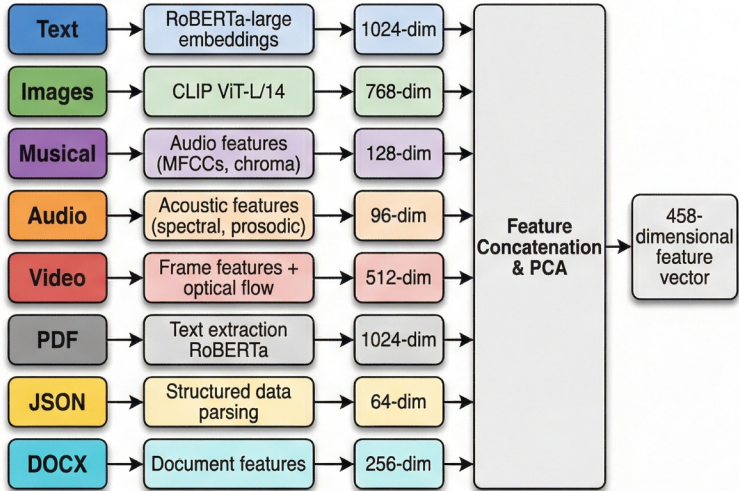 Text
RoBERTa-large
embeddings
1024-dim
Images
CLIP ViT-L/14
768-dim
Musical
Audio features
(MFCCs, chroma)
128-dim
Audio
Acoustic features
(spectral, prosodic)
96-dim
Video
Frame features +
optical flow
512-dim
PDF
Text extraction
RoBERTa
1024-dim
JSON
Structured data
parsing
64-dim
DOCX
Document features
256-dim
Feature
Concatenation
& PCA
458-
dimensional
feature
vector